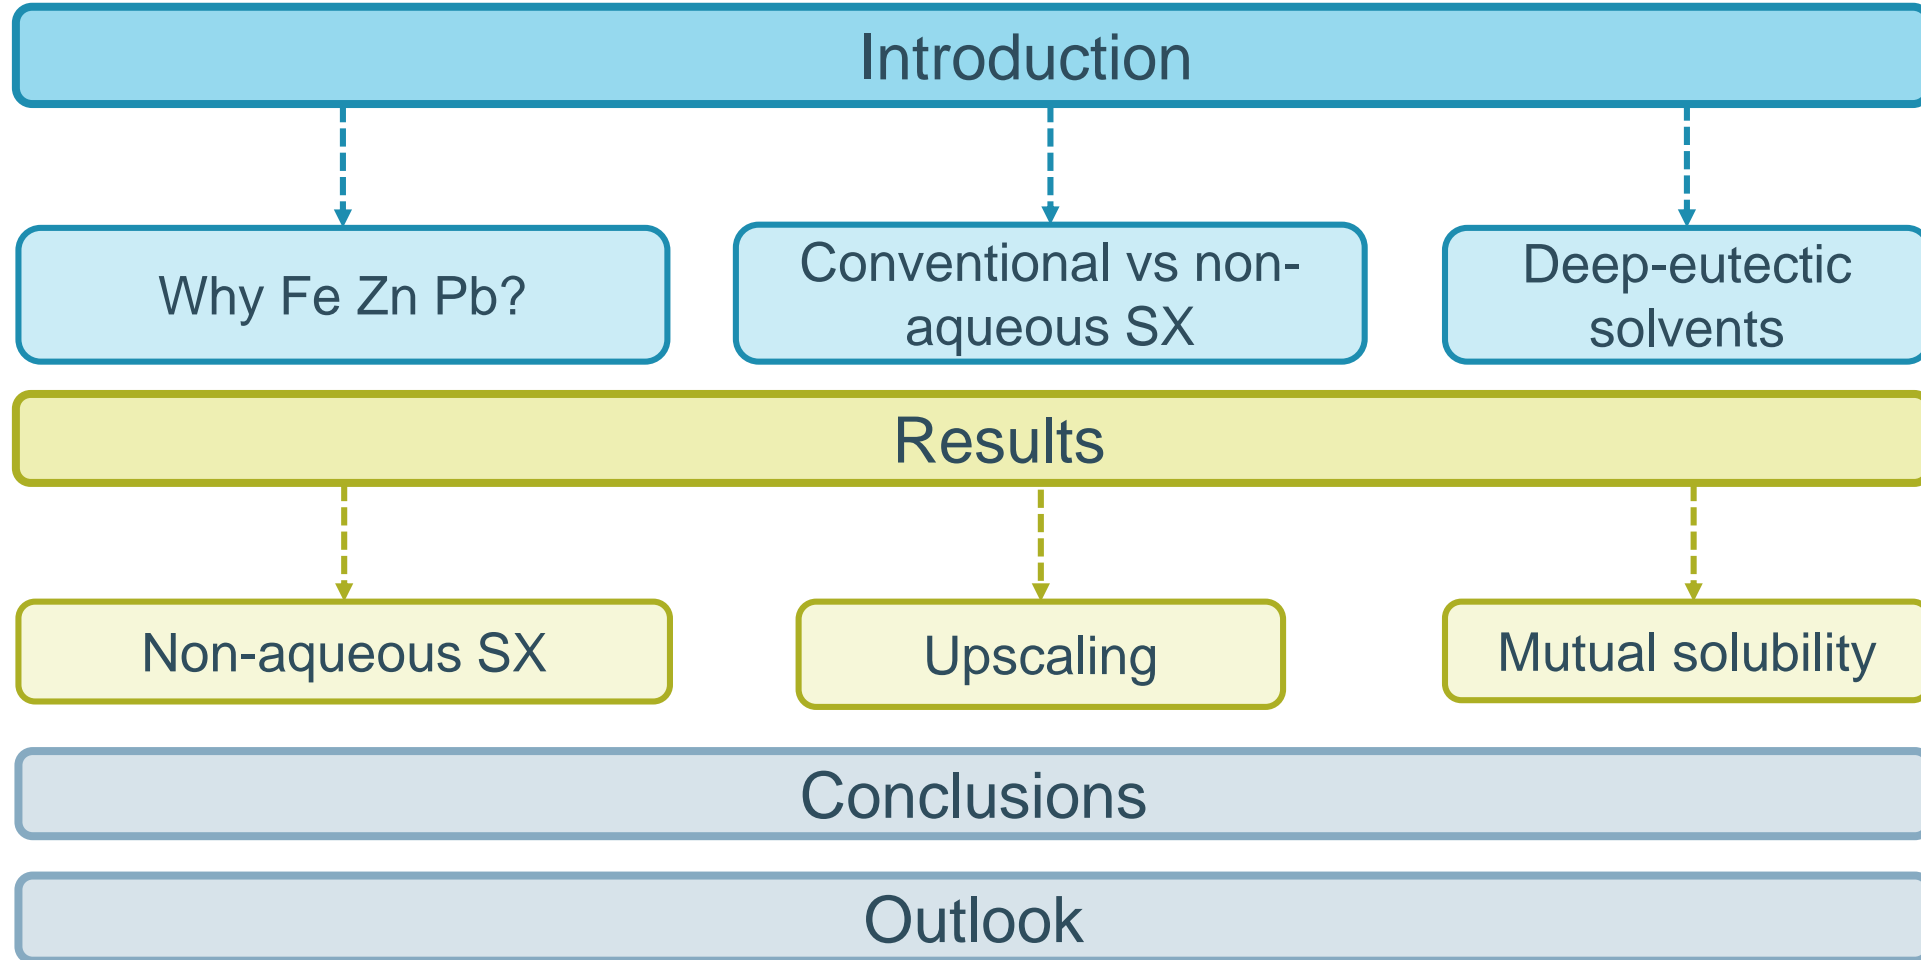 Introduction
Why Fe Zn Pb?
Conventional vs non-
aqueous SX
Deep-eutectic
solvents
Results
Non-aqueous SX
Upscaling
Mutual solubility
Conclusions
Outlook